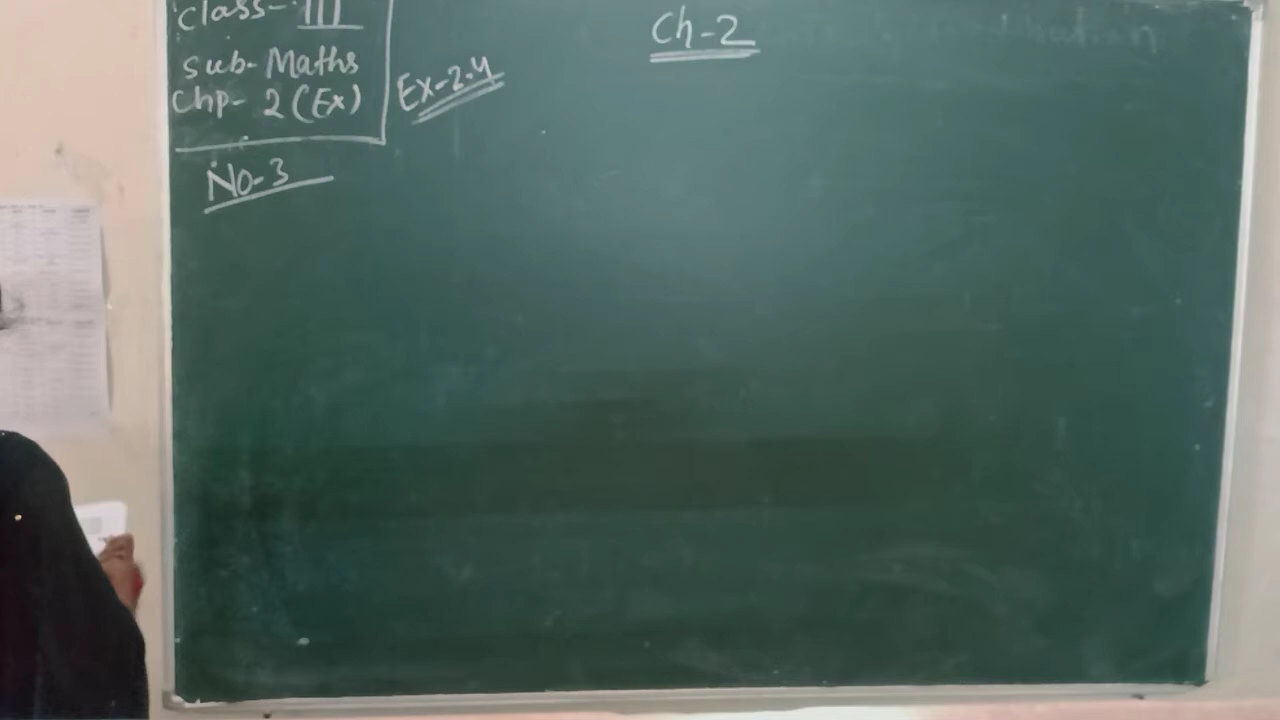 Class- III
Sub- Maths
Chp- 2 (Ex)
Ex-2.4
Ch-2
No-3